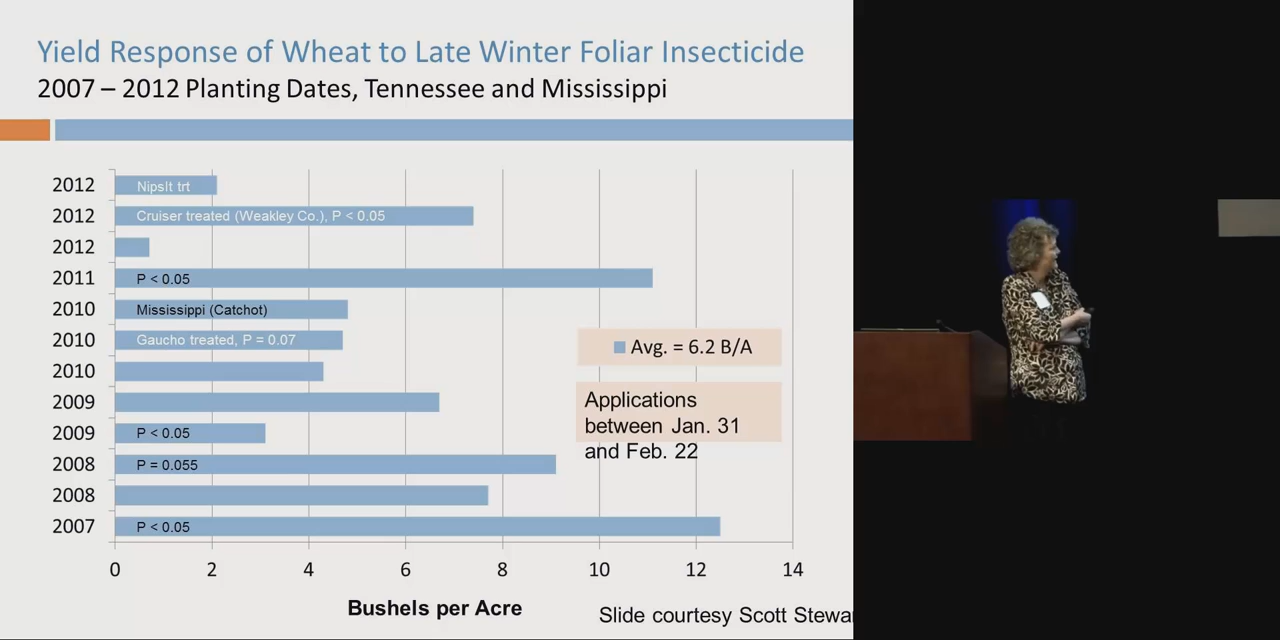 Yield Response of Wheat to Late Winter Foliar Insecticide
2007 – 2012 Planting Dates, Tennessee and Mississippi
2012 NipsIt trt
2012 Cruiser treated (Weakley Co.), P < 0.05
2012
2011 P < 0.05
2010 Mississippi (Catchot)
2010 Gaucho treated, P = 0.07
2010
2009
2009 P < 0.05
2008 P = 0.055
2008
2007 P < 0.05
Avg. = 6.2 B/A
Applications
between Jan. 31
and Feb. 22
0 2 4 6 8 10 12 14
Bushels per Acre
Slide courtesy Scott